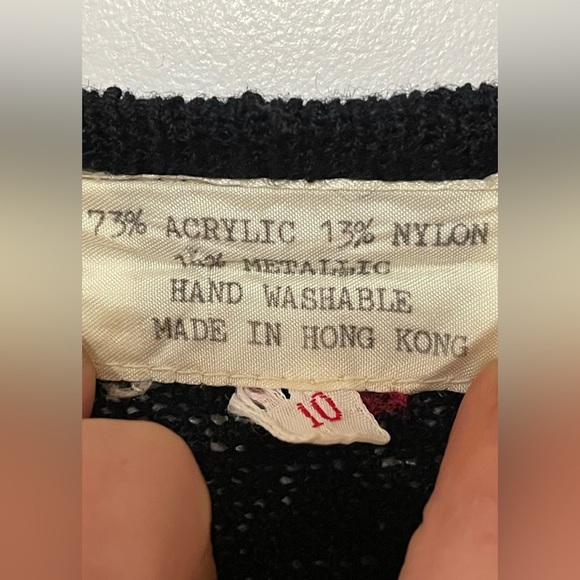 73% ACRYLIC 13% NYLON
METALLIC
HAND WASHABLE
MADE IN HONG KONG
10